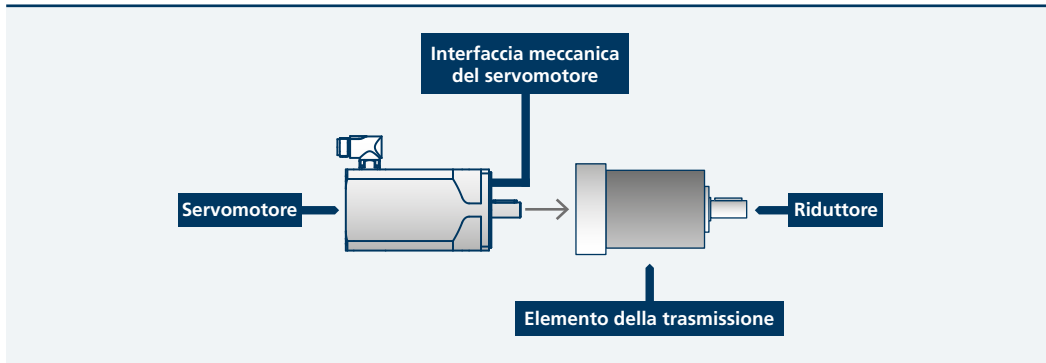 Interfaccia meccanica
del servomotore
Servomotore
Riduttore
Elemento della trasmissione